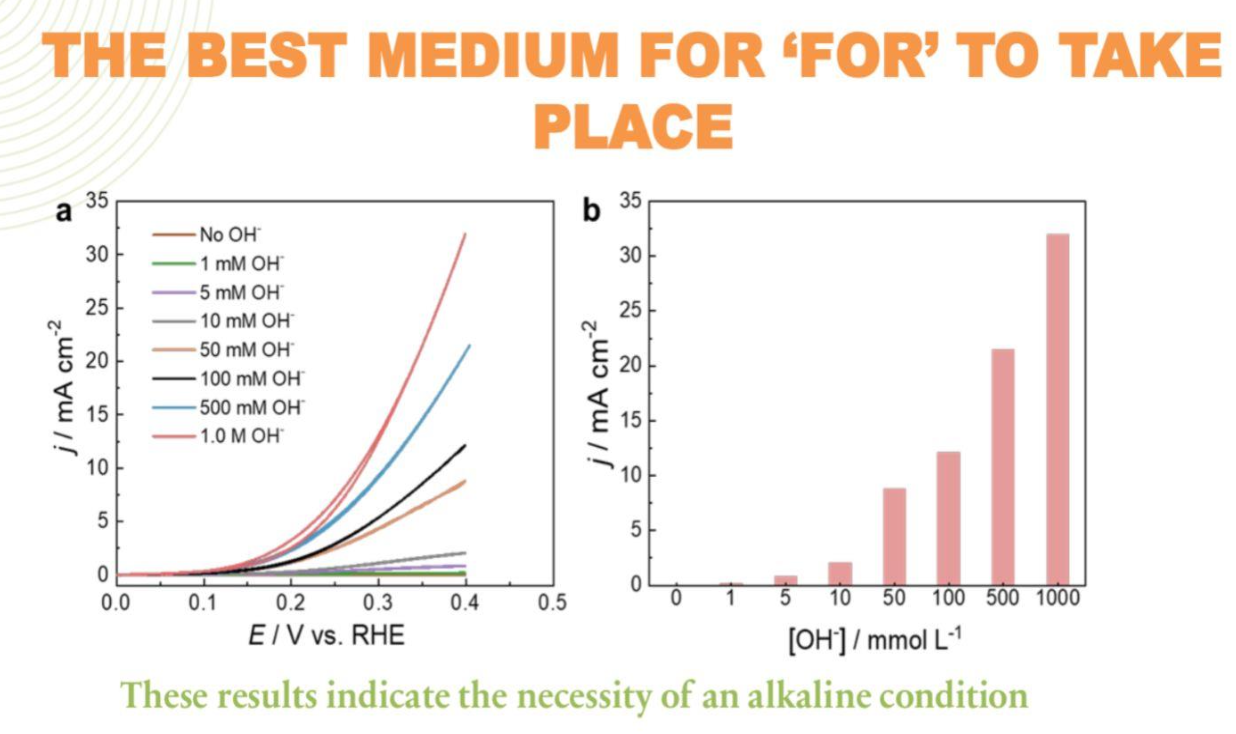 THE BEST MEDIUM FOR ‘FOR’ TO TAKE
PLACE
a
35
30
25
20
15
10
5
0
j / mA cm⁻²
No OH⁻
1 mM OH⁻
5 mM OH⁻
10 mM OH⁻
50 mM OH⁻
100 mM OH⁻
500 mM OH⁻
1.0 M OH⁻
0.0 0.1 0.2 0.3 0.4 0.5
E / V vs. RHE
b
35
30
25
20
15
10
5
0
j / mA cm⁻²
0 1 5 10 50 100 500 1000
[OH⁻] / mmol L⁻¹
These results indicate the necessity of an alkaline condition